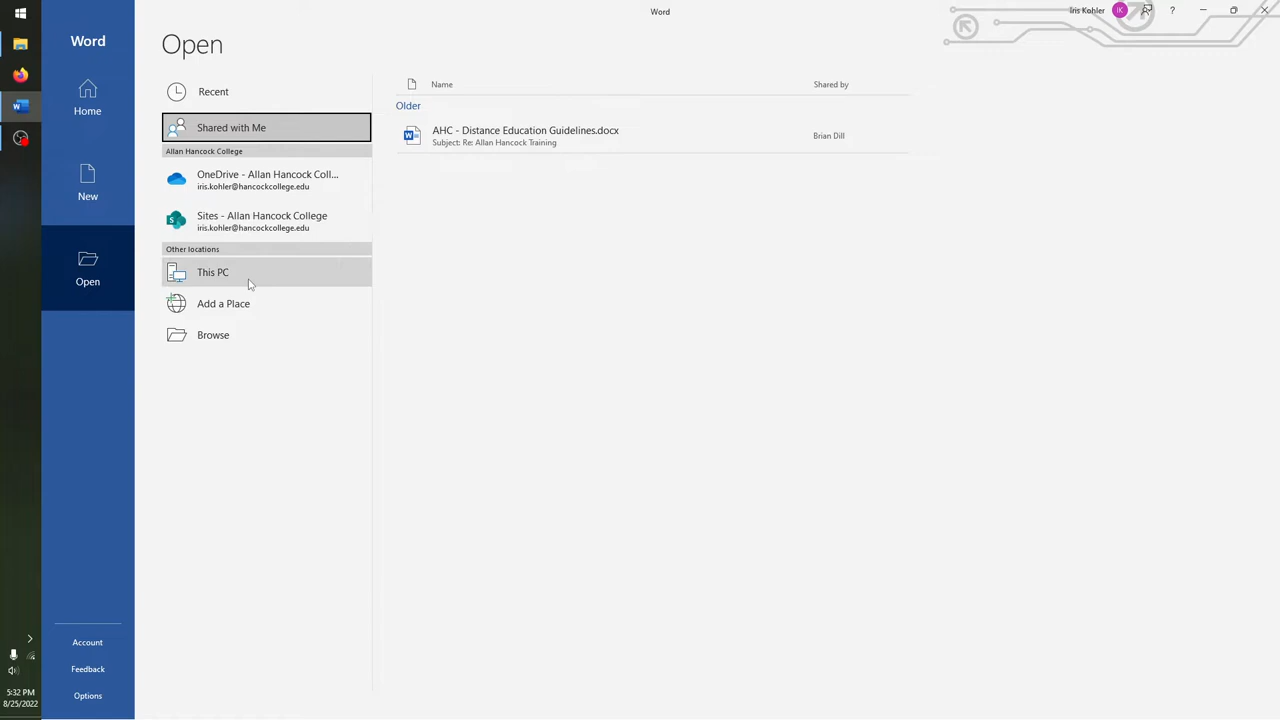 Word
Iris Kohler
IK
?
Word
Home
New
Open
Account
Feedback
Options
Open
Recent
Shared with Me
Allan Hancock College
OneDrive - Allan Hancock Coll...
iris.kohler@hancockcollege.edu
Sites - Allan Hancock College
iris.kohler@hancockcollege.edu
Other locations
This PC
Add a Place
Browse
Name Shared by
Older
AHC - Distance Education Guidelines.docx
Subject: Re: Allan Hancock Training
Brian Dill
5:32 PM
8/25/2022